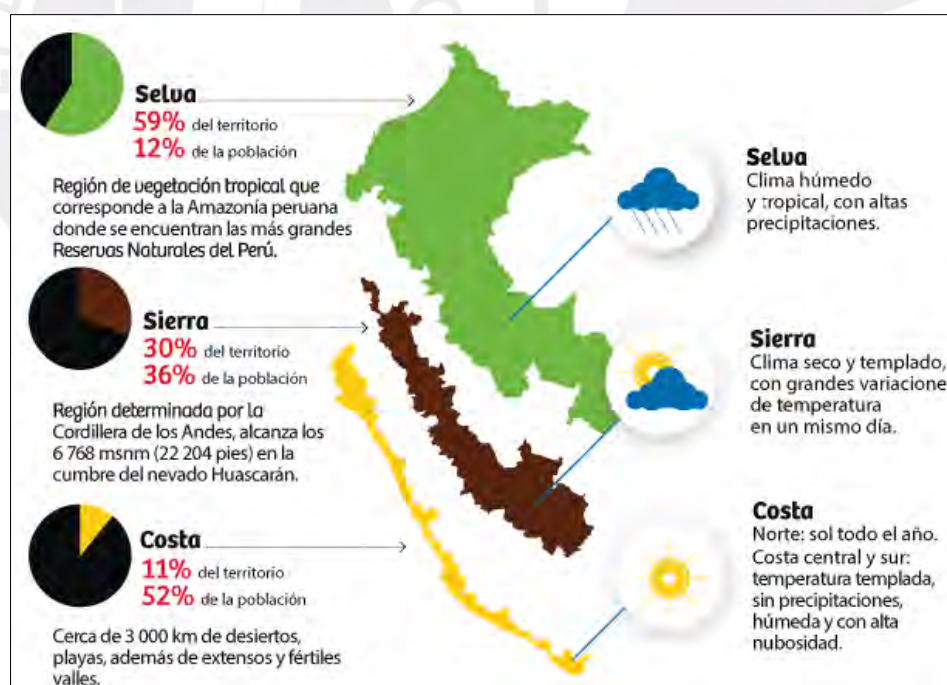 Selva
59% del territorio
12% de la población
Región de vegetación tropical que
corresponde a la Amazonía peruana
donde se encuentran las más grandes
Reservas Naturales del Perú.
Sierra
30% del territorio
36% de la población
Región determinada por la
Cordillera de los Andes, alcanza los
6 768 msnm (22 204 pies) en la
cumbre del nevado Huascarán.
Costa
11% del territorio
52% de la población
Cerca de 3 000 km de desiertos,
playas, además de extensos y fértiles
valles.
Selva
Clima húmedo
y tropical, con altas
precipitaciones.
Sierra
Clima seco y templado,
con grandes variacione
de temperatura
en un mismo día.
Costa
Norte: sol todo el año.
Costa central y sur:
temperatura templada,
sin precipitaciones,
húmeda y con alta
nubosidad.